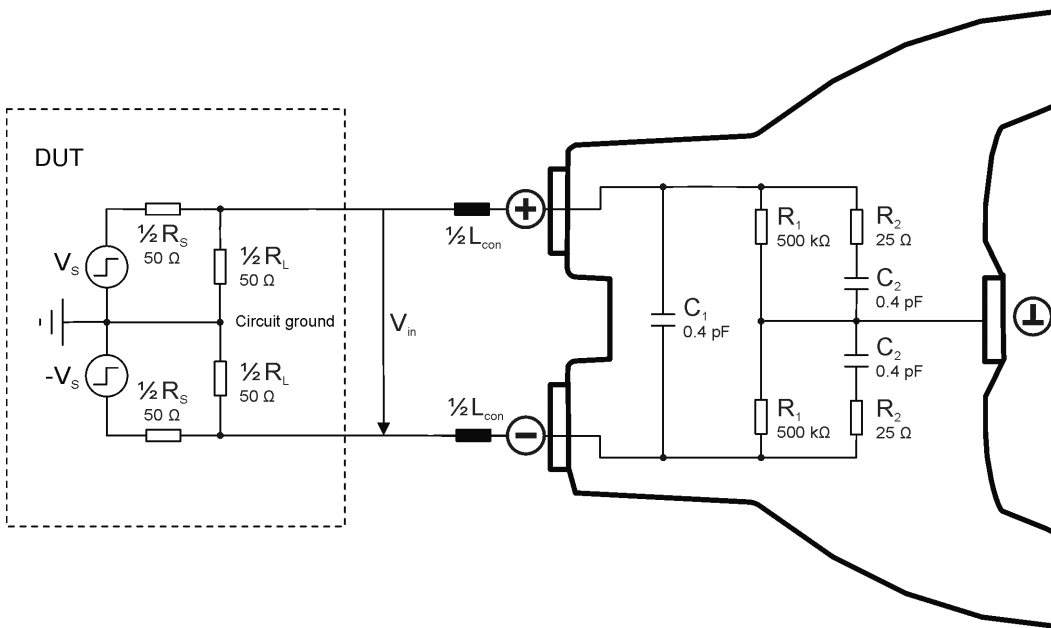 DUT
½ R_S
50 Ω
V_S
½ R_L
50 Ω
Circuit ground
-V_S
½ R_S
50 Ω
½ R_L
50 Ω
V_in
½ L_con
+
½ L_con
−
C_1
0.4 pF
R_1
500 kΩ
R_2
25 Ω
C_2
0.4 pF
C_2
0.4 pF
R_1
500 kΩ
R_2
25 Ω